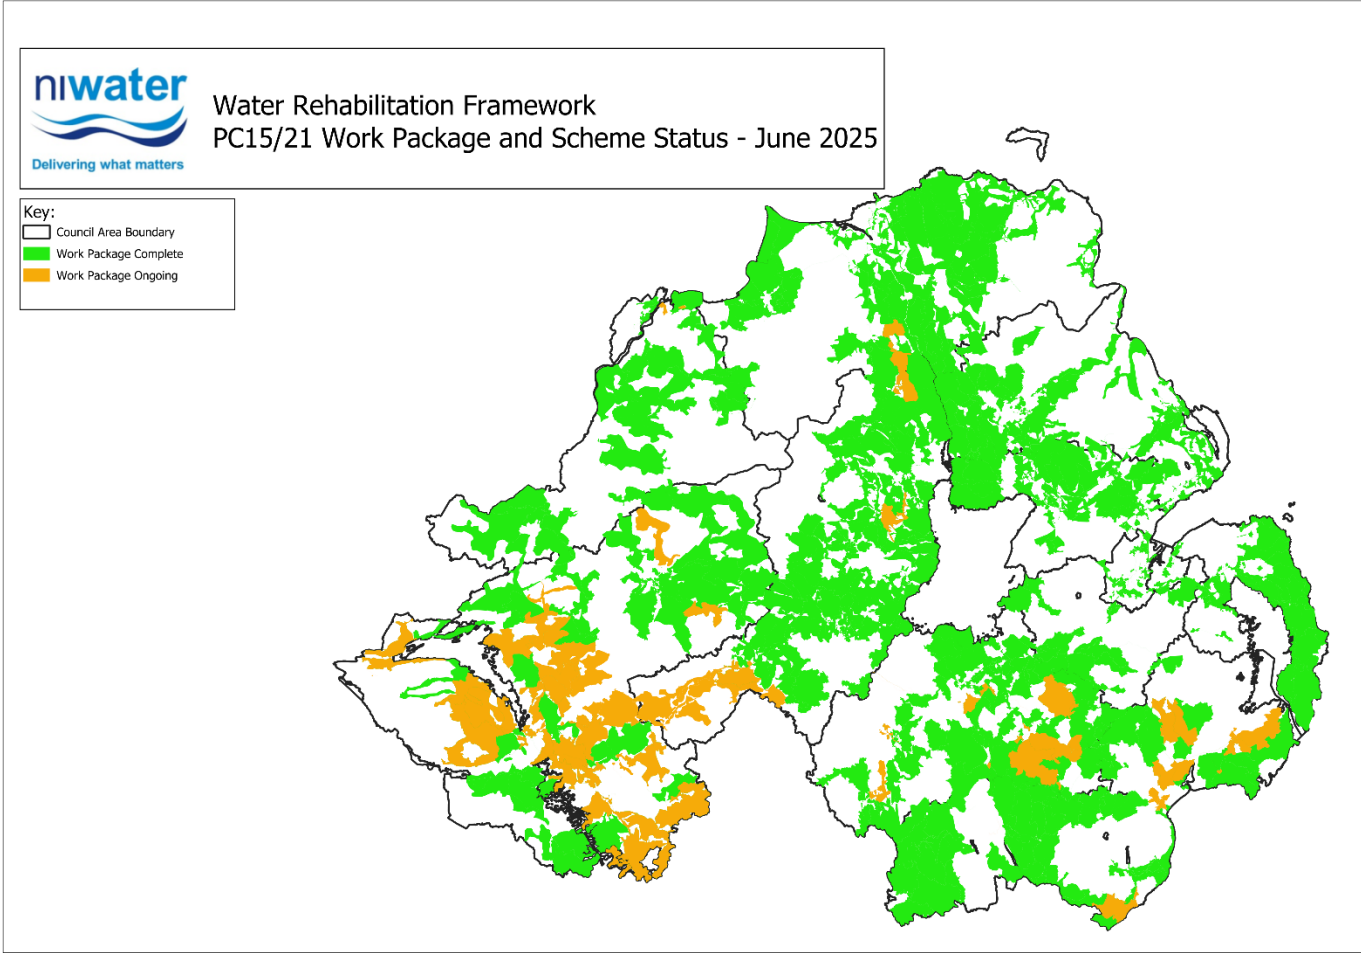 niwater
Delivering what matters
Water Rehabilitation Framework
PC15/21 Work Package and Scheme Status - June 2025
Key:
Council Area Boundary
Work Package Complete
Work Package Ongoing